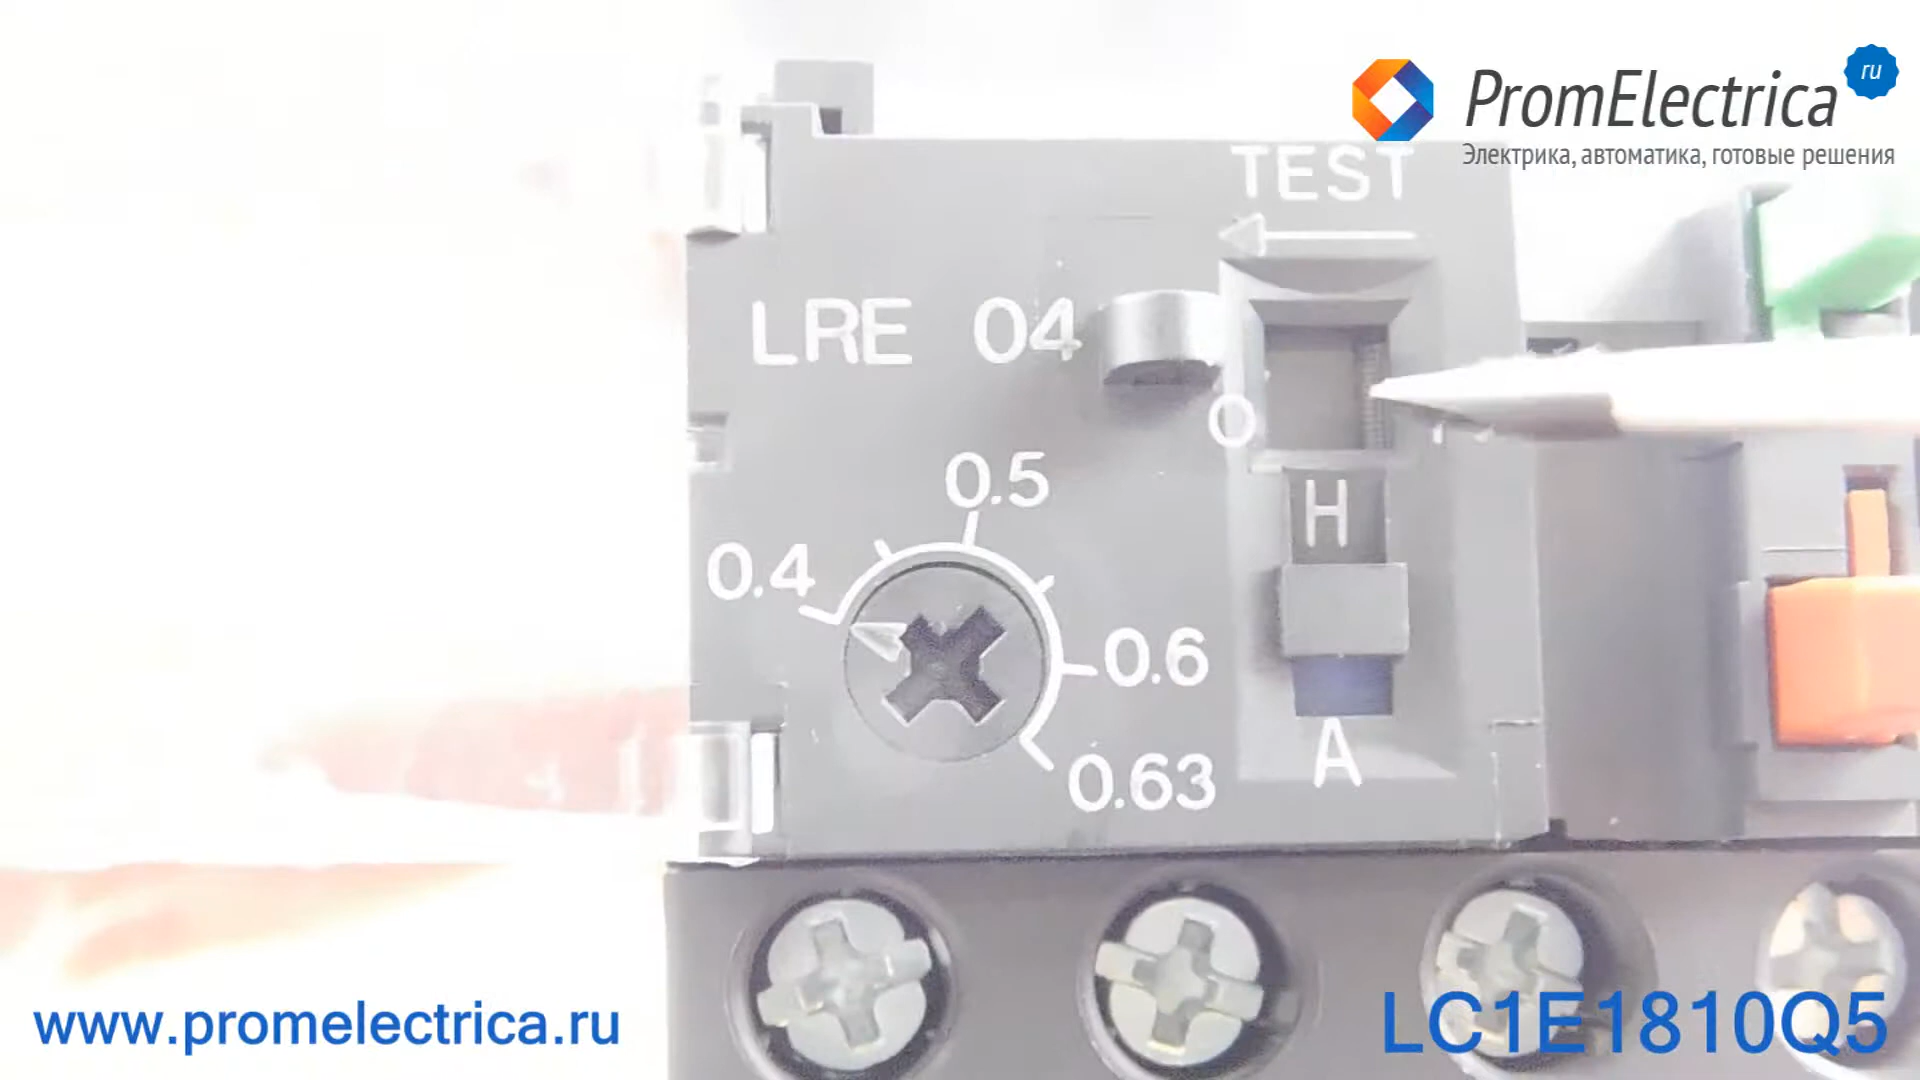 PromElectrica ru
Электрика, автоматика, готовые решения
TEST
LRE 04
O
0.5
H
0.4
0.6
A
0.63
www.promelectrica.ru
LC1E1810Q5